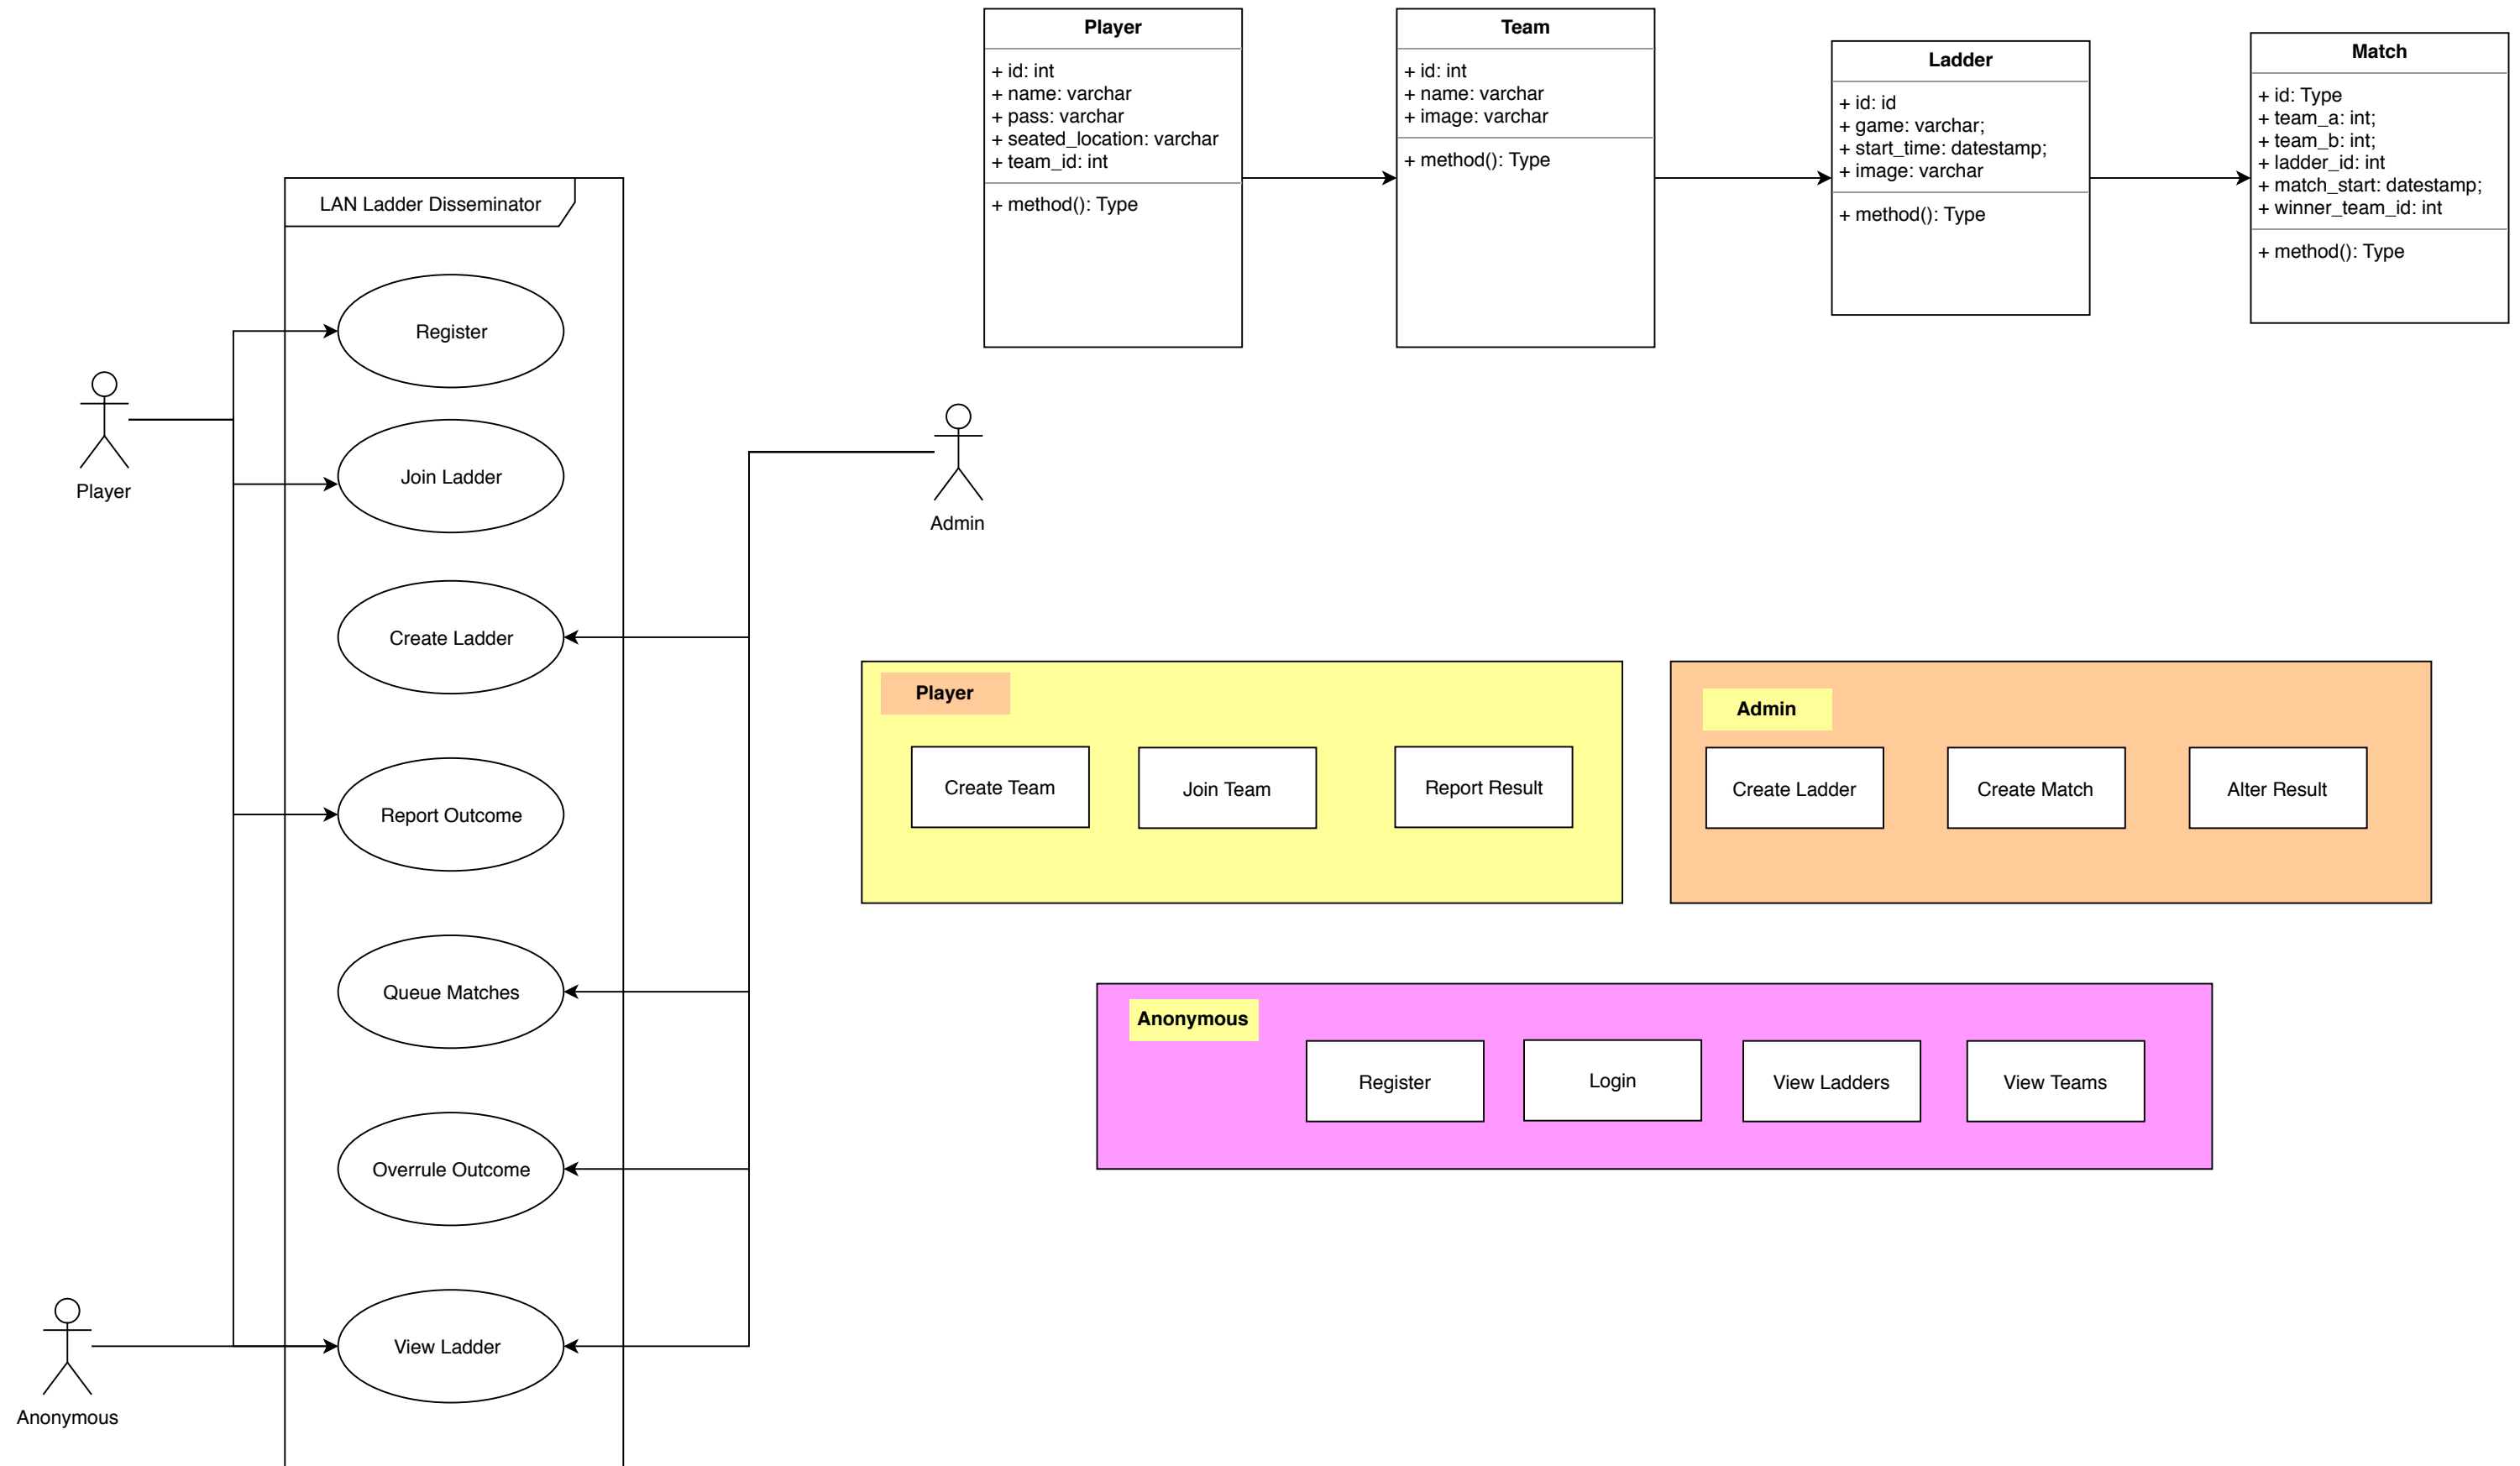 Player
+ id: int
+ name: varchar
+ pass: varchar
+ seated_location: varchar
+ team_id: int
+ method(): Type
Team
+ id: int
+ name: varchar
+ image: varchar
+ method(): Type
Ladder
+ id: id
+ game: varchar;
+ start_time: datestamp;
+ image: varchar
+ method(): Type
Match
+ id: Type
+ team_a: int;
+ team_b: int;
+ ladder_id: int
+ match_start: datestamp;
+ winner_team_id: int
+ method(): Type
LAN Ladder Disseminator
Register
Join Ladder
Create Ladder
Report Outcome
Queue Matches
Overrule Outcome
View Ladder
Player
Anonymous
Admin
Player
Create Team
Join Team
Report Result
Admin
Create Ladder
Create Match
Alter Result
Anonymous
Register
Login
View Ladders
View Teams